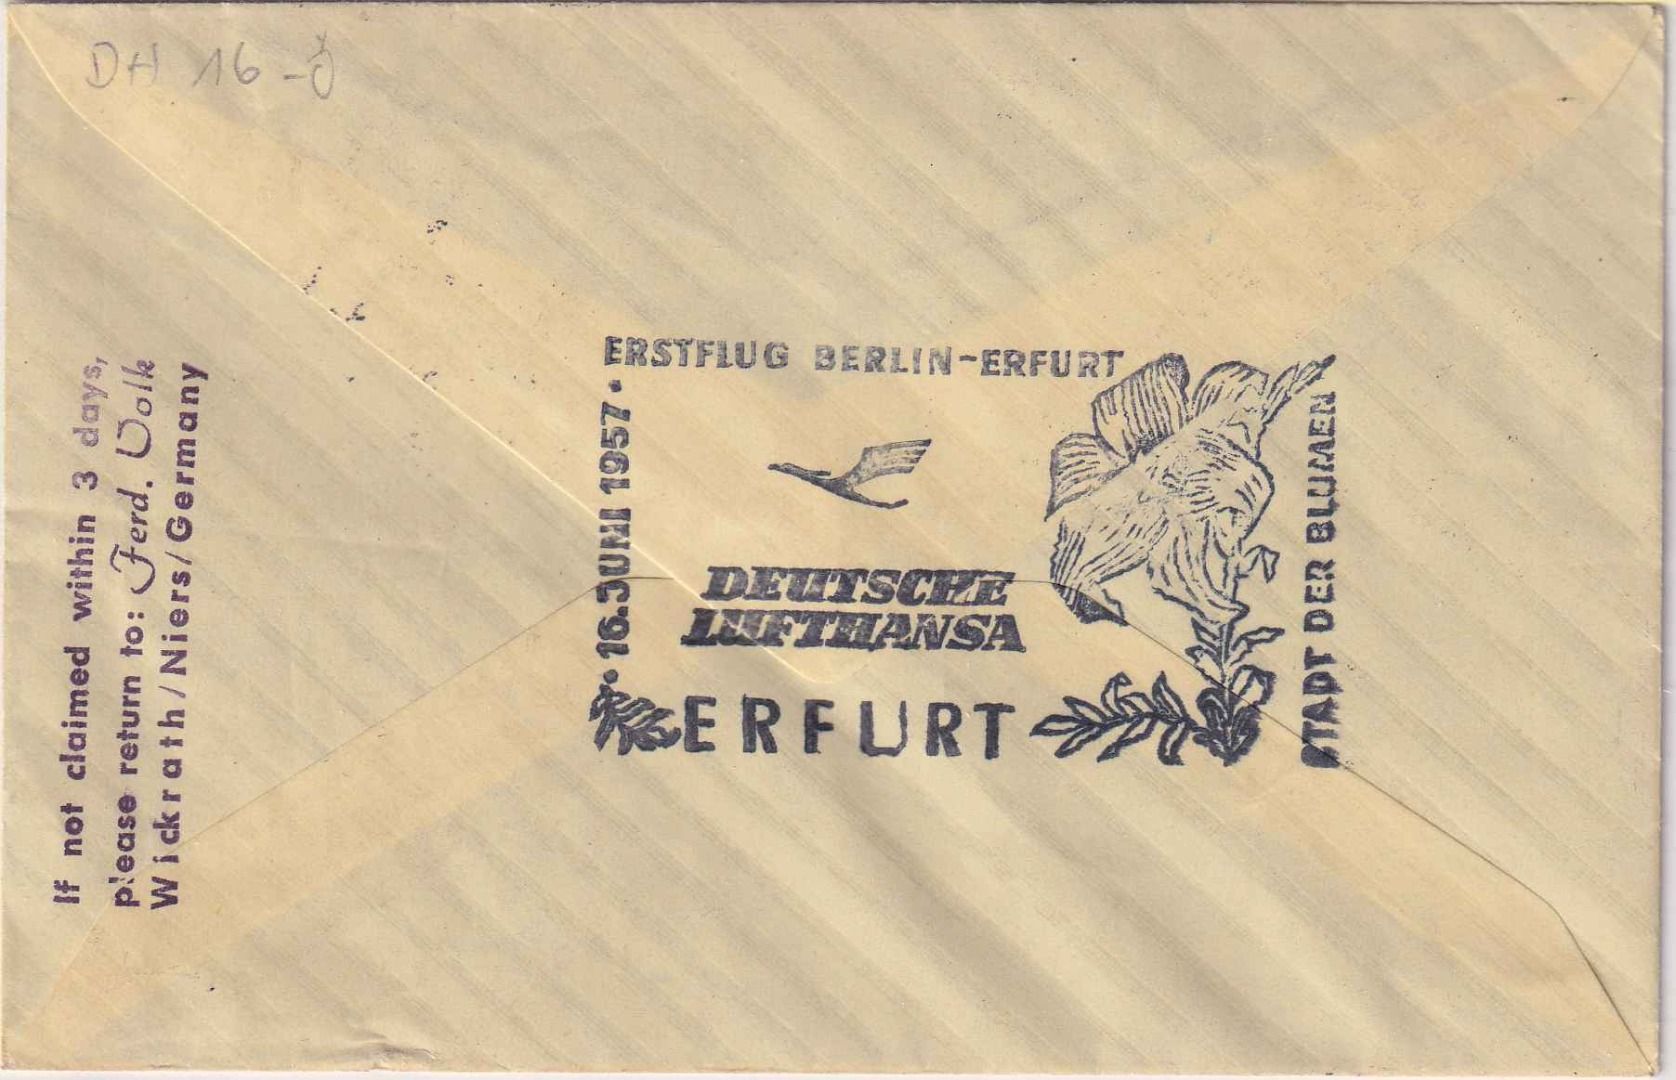 DH 16-J
If not claimed within 3 days,
please return to: Ferd. Volk
Wickrath/Niers/Germany
ERSTFLUG BERLIN-ERFURT
· 16. JUNI 1957 ·
DEUTSCHE
LUFTHANSA
ERFURT
STADT DER BLUMEN